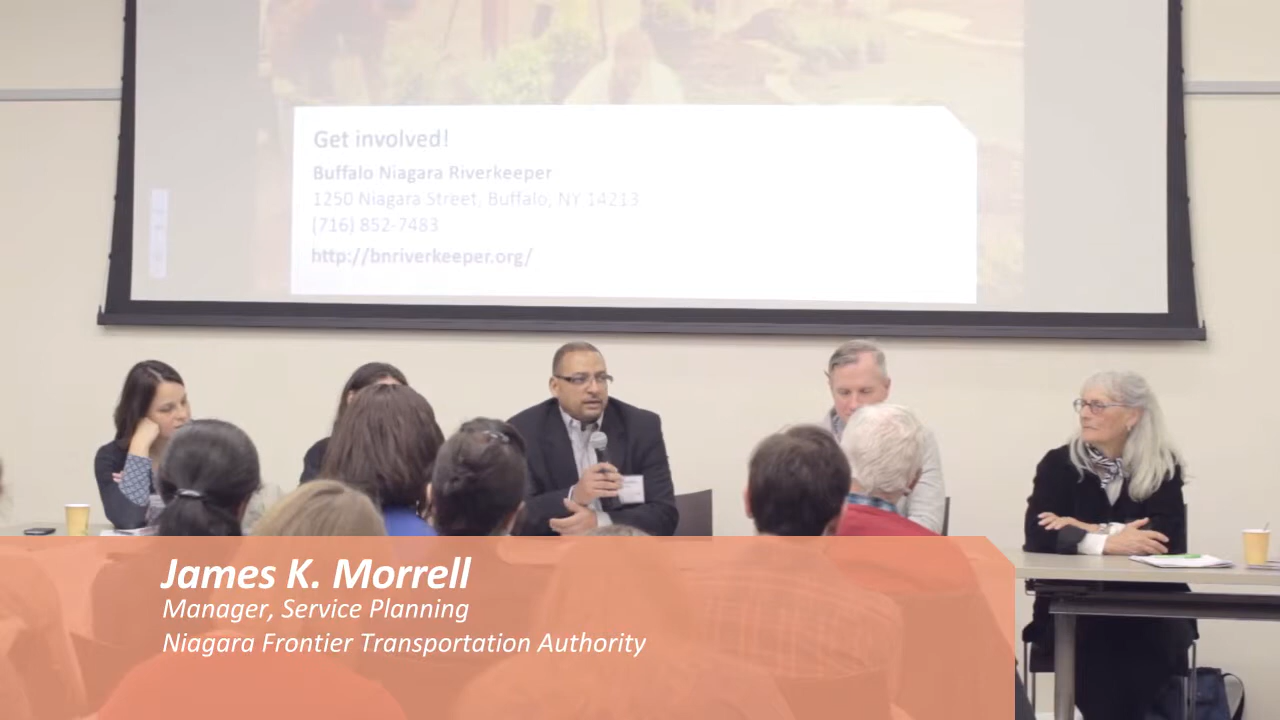 Get involved!
Buffalo Niagara Riverkeeper
1250 Niagara Street, Buffalo, NY 14213
(716) 852-7483
http://bnriverkeeper.org/
James K. Morrell
Manager, Service Planning
Niagara Frontier Transportation Authority